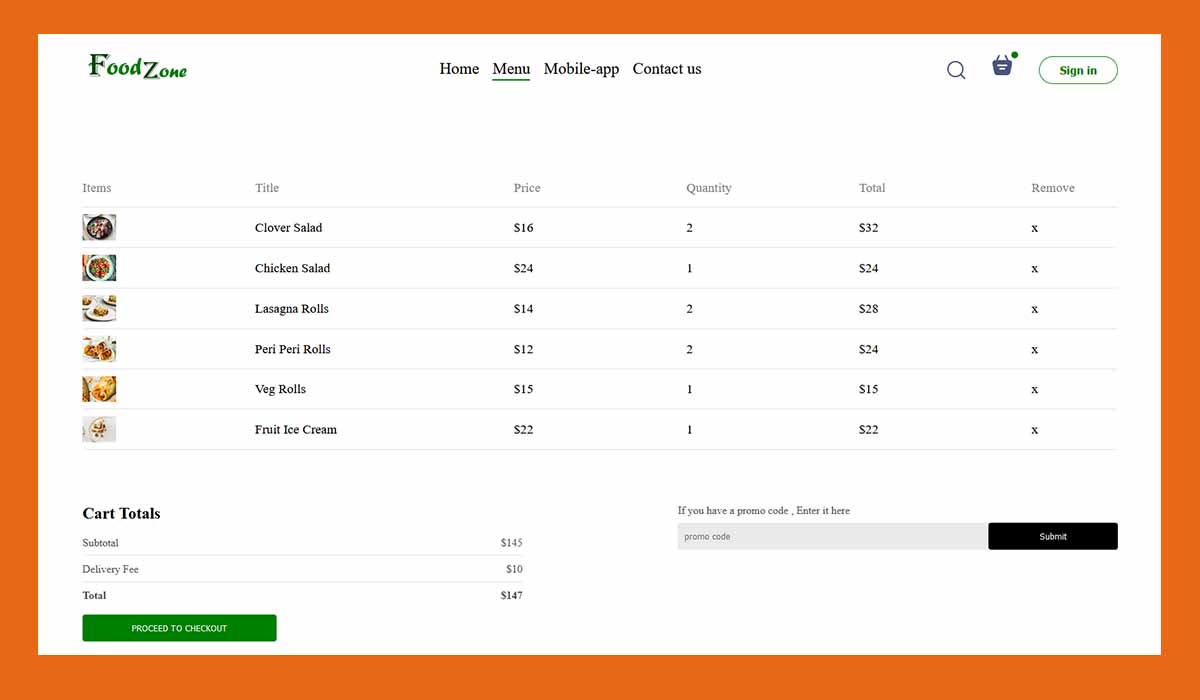 FoodZone Home Menu Mobile-app Contact us Sign in
Items Title Price Quantity Total Remove
Clover Salad $16 2 $32 x
Chicken Salad $24 1 $24 x
Lasagna Rolls $14 2 $28 x
Peri Peri Rolls $12 2 $24 x
Veg Rolls $15 1 $15 x
Fruit Ice Cream $22 1 $22 x
Cart Totals
Subtotal $145
Delivery Fee $10
Total $147
PROCEED TO CHECKOUT
If you have a promo code , Enter it here
promo code Submit